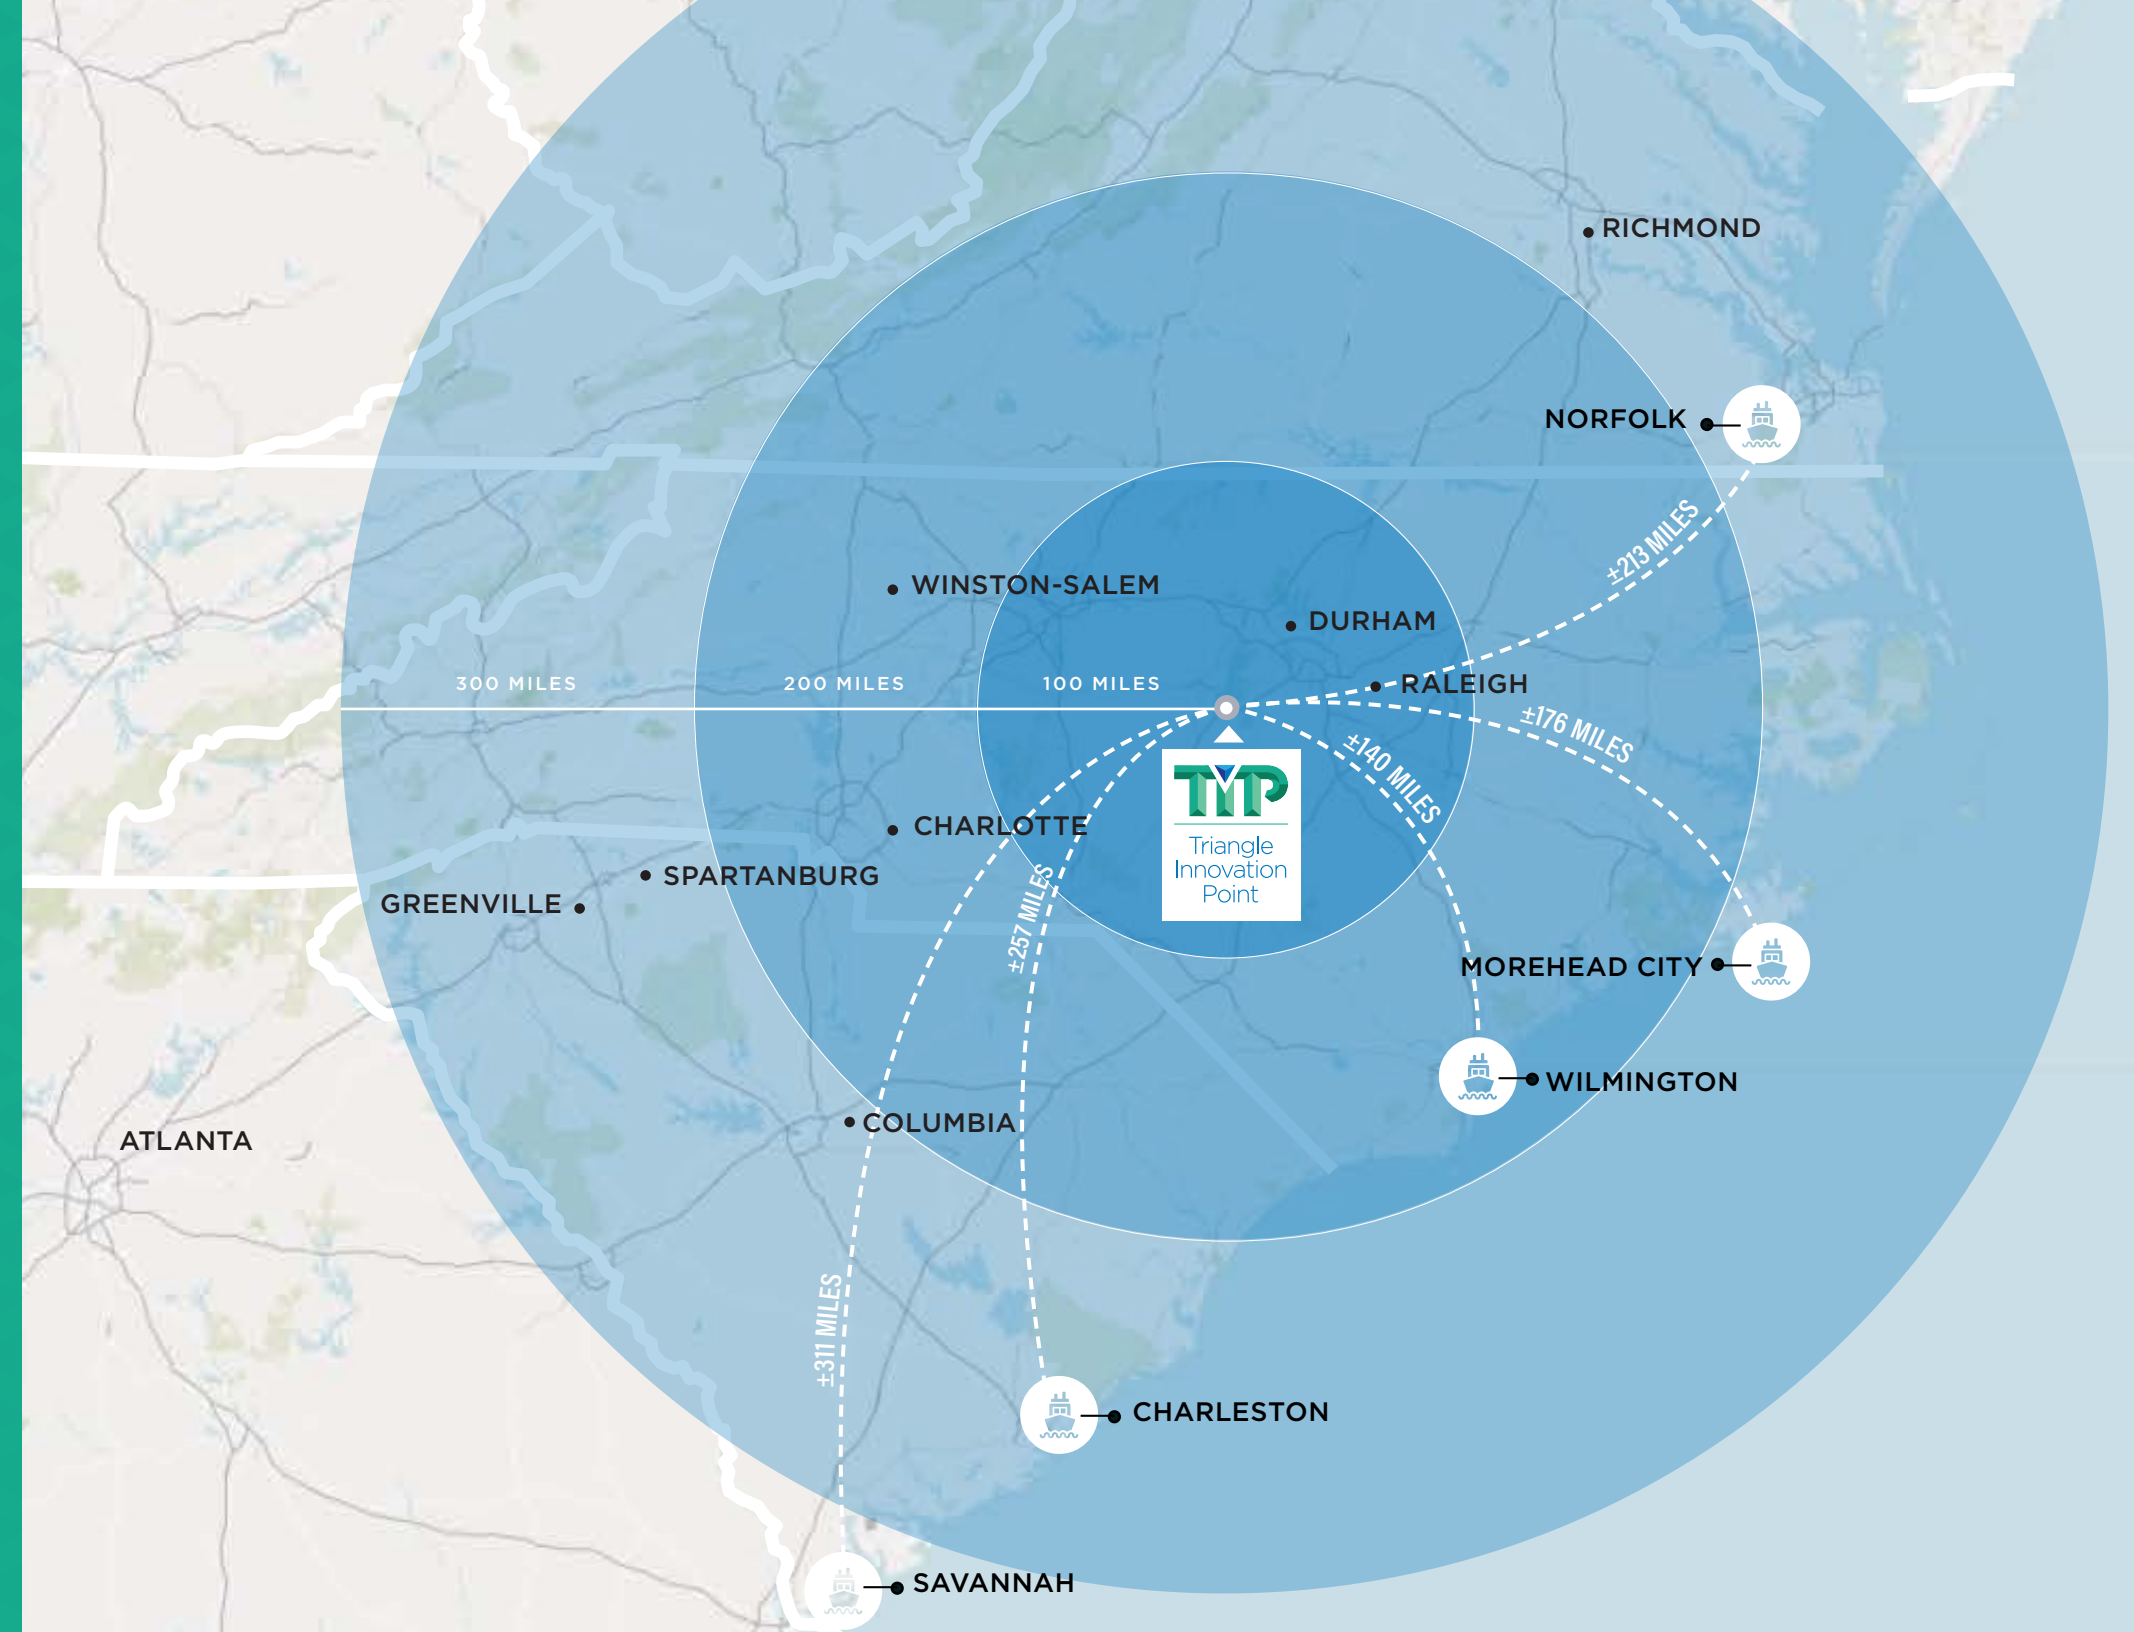 RICHMOND
NORFOLK
±213 MILES
WINSTON-SALEM
DURHAM
300 MILES
200 MILES
100 MILES
RALEIGH
±176 MILES
±140 MILES
TIP
Triangle
Innovation
Point
CHARLOTTE
SPARTANBURG
GREENVILLE
±257 MILES
MOREHEAD CITY
WILMINGTON
COLUMBIA
ATLANTA
±311 MILES
CHARLESTON
SAVANNAH